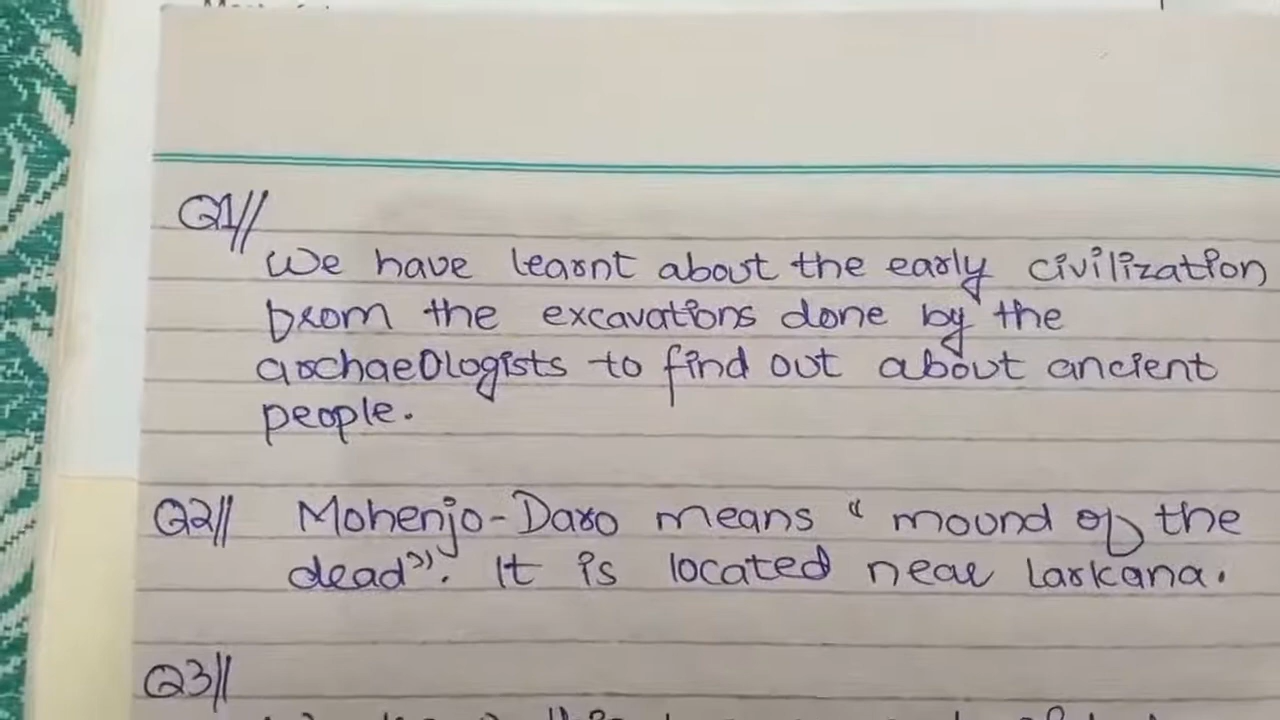 Q1//
We have learnt about the early civilization
from the excavations done by the
archaeologists to find out about ancient
people.
Q2// Mohenjo-Daro means " mound of the
dead". It is located near Larkana.
Q3//